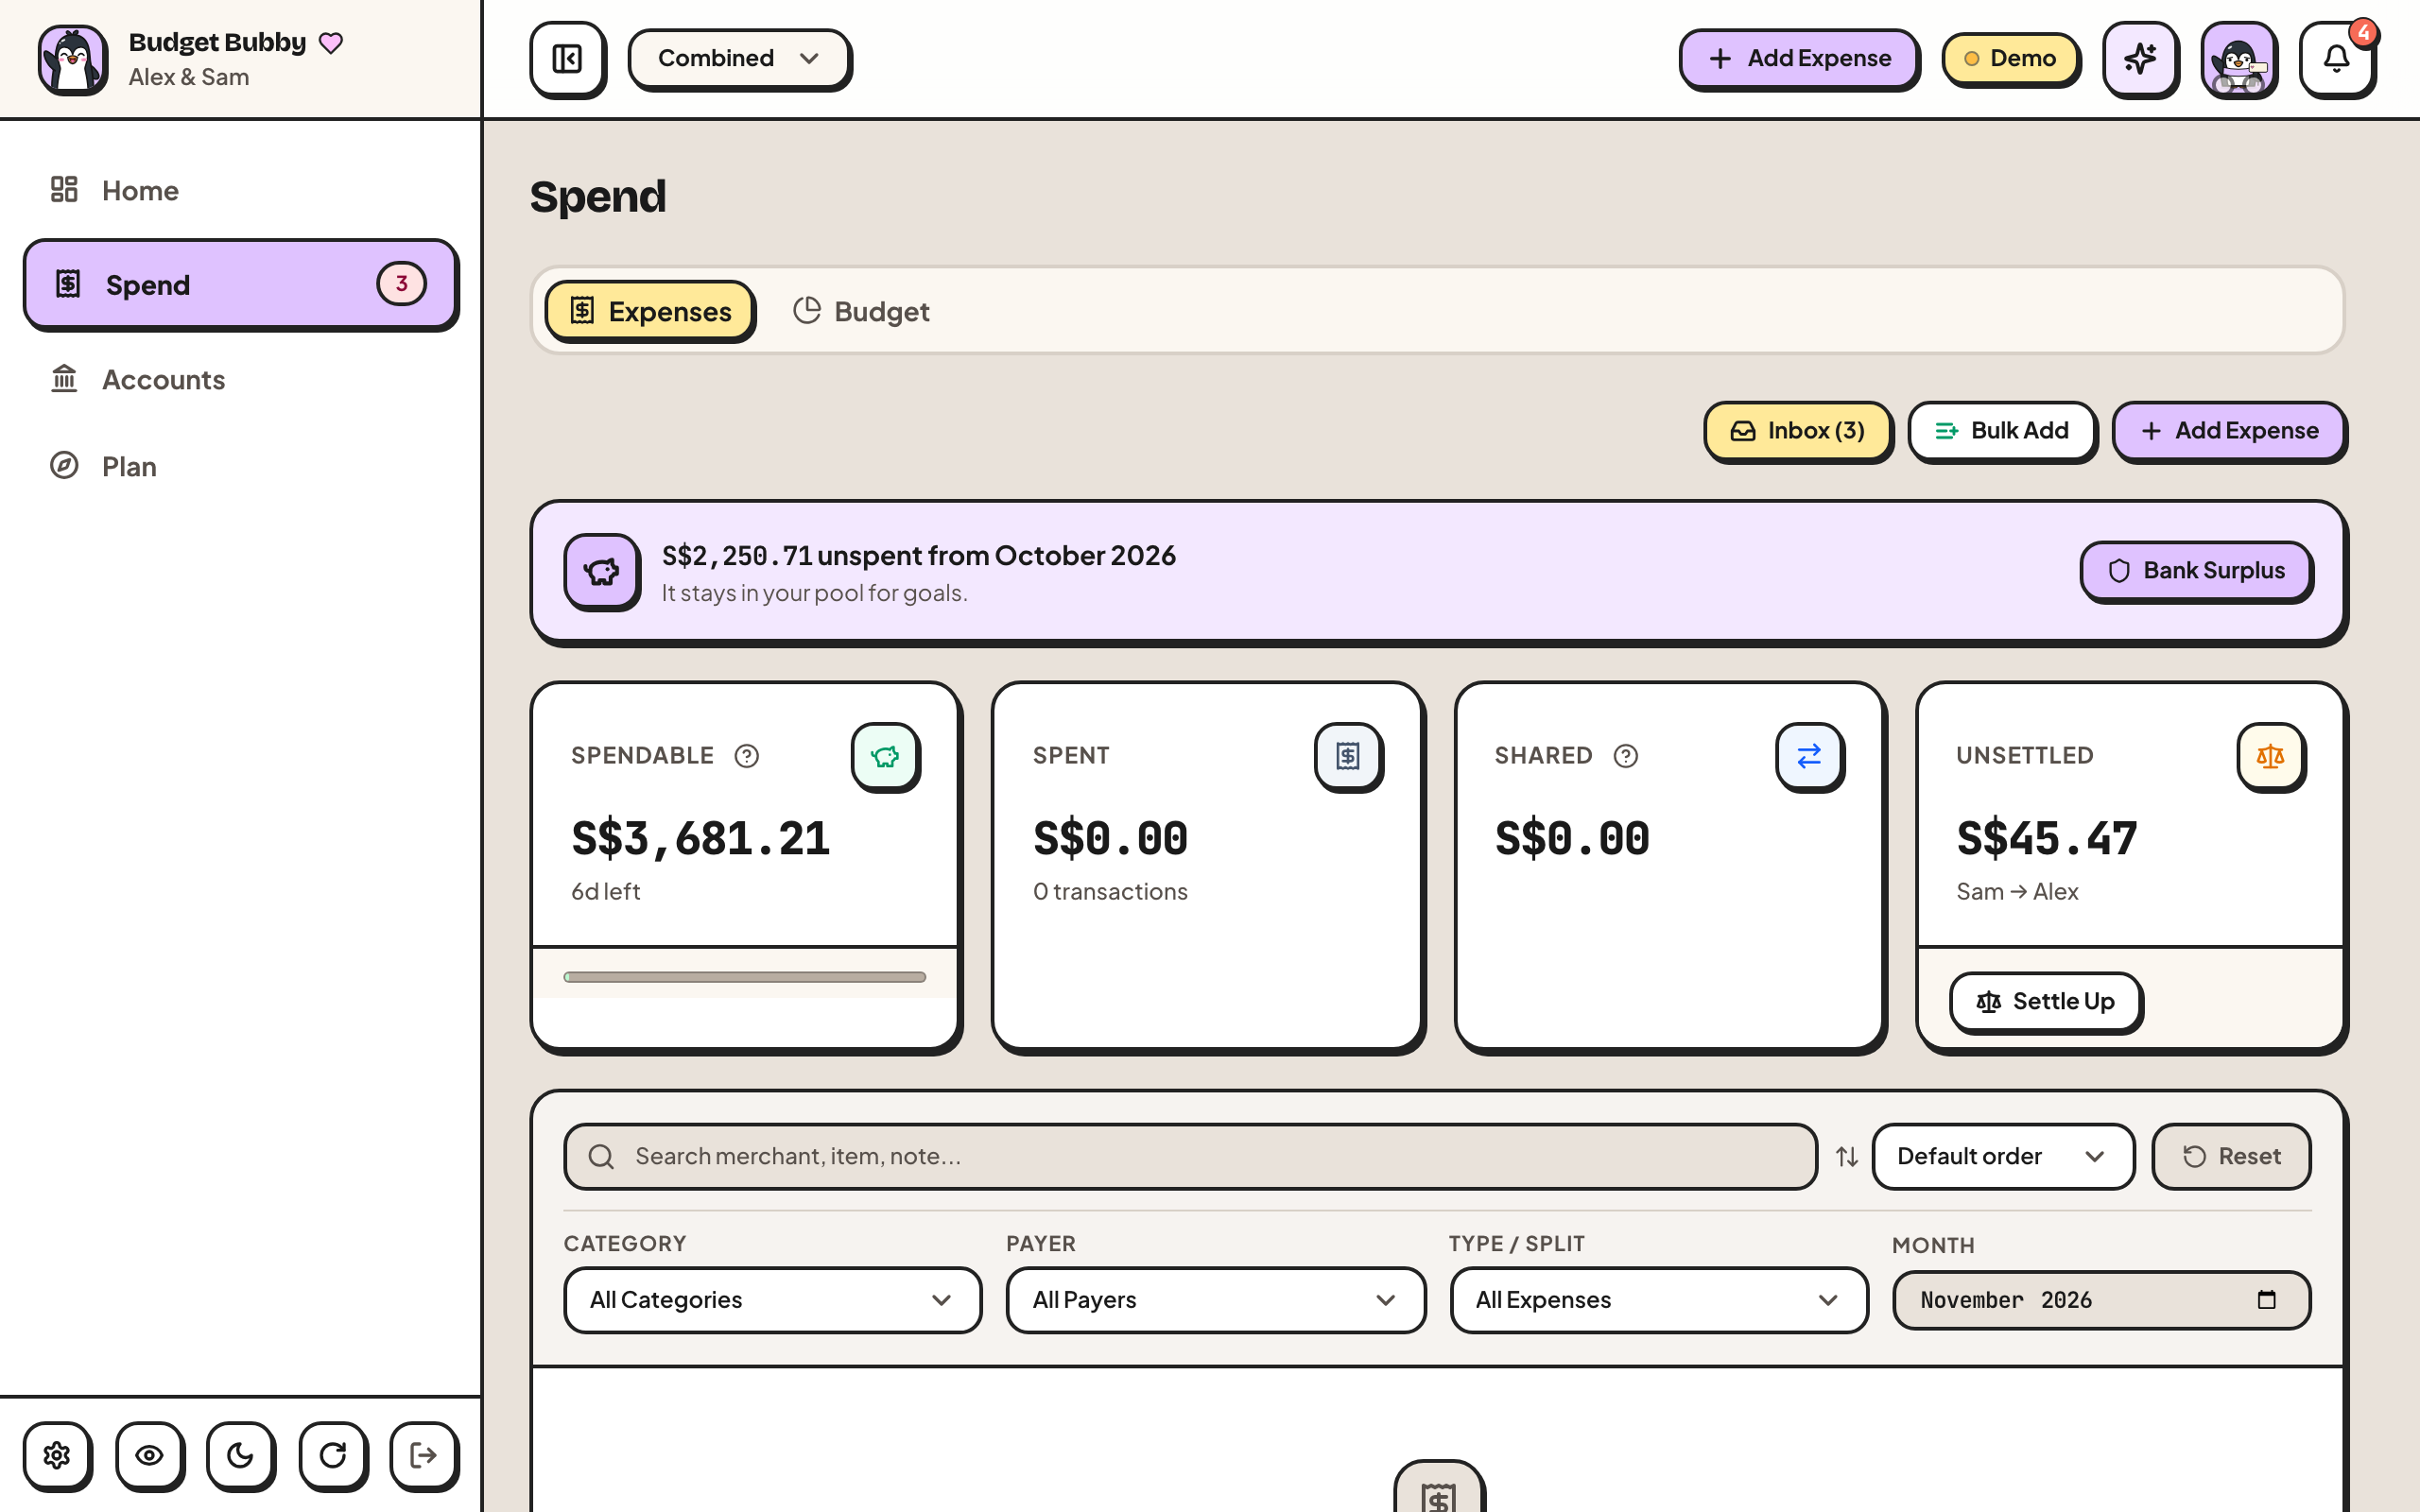 Budget Bubby
Alex & Sam
Combined
Add Expense
Demo
4
Home
Spend
3
Accounts
Plan
Spend
Expenses
Budget
Inbox (3)
Bulk Add
Add Expense
S$2,250.71 unspent from October 2026
It stays in your pool for goals.
Bank Surplus
SPENDABLE
S$3,681.21
6d left
SPENT
S$0.00
0 transactions
SHARED
S$0.00
UNSETTLED
S$45.47
Sam → Alex
Settle Up
Search merchant, item, note...
Default order
Reset
CATEGORY
All Categories
PAYER
All Payers
TYPE / SPLIT
All Expenses
MONTH
November 2026